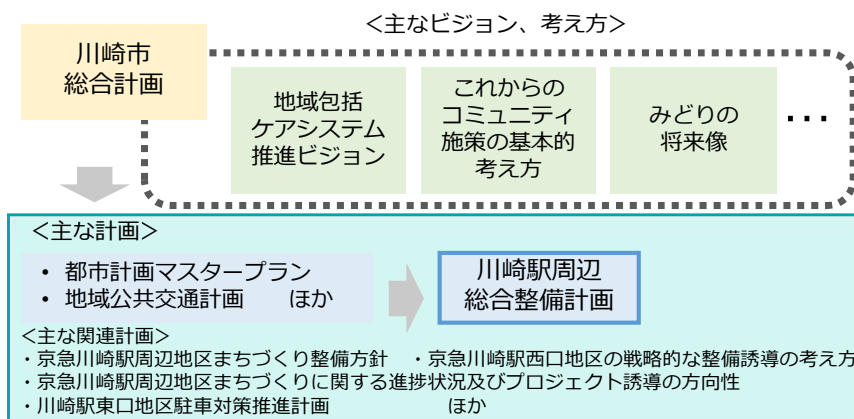 ＜主なビジョン、考え方＞
川崎市
総合計画
地域包括
ケアシステム
推進ビジョン
これからの
コミュニティ
施策の基本的
考え方
みどりの
将来像
・・・
＜主な計画＞
• 都市計画マスタープラン
• 地域公共交通計画　　ほか
川崎駅周辺
総合整備計画
＜主な関連計画＞
・京急川崎駅周辺地区まちづくり整備方針　・京急川崎駅西口地区の戦略的な整備誘導の考え方
・京急川崎駅周辺地区まちづくりに関する進捗状況及びプロジェクト誘導の方向性
・川崎駅東口地区駐車対策推進計画　　　　　　ほか